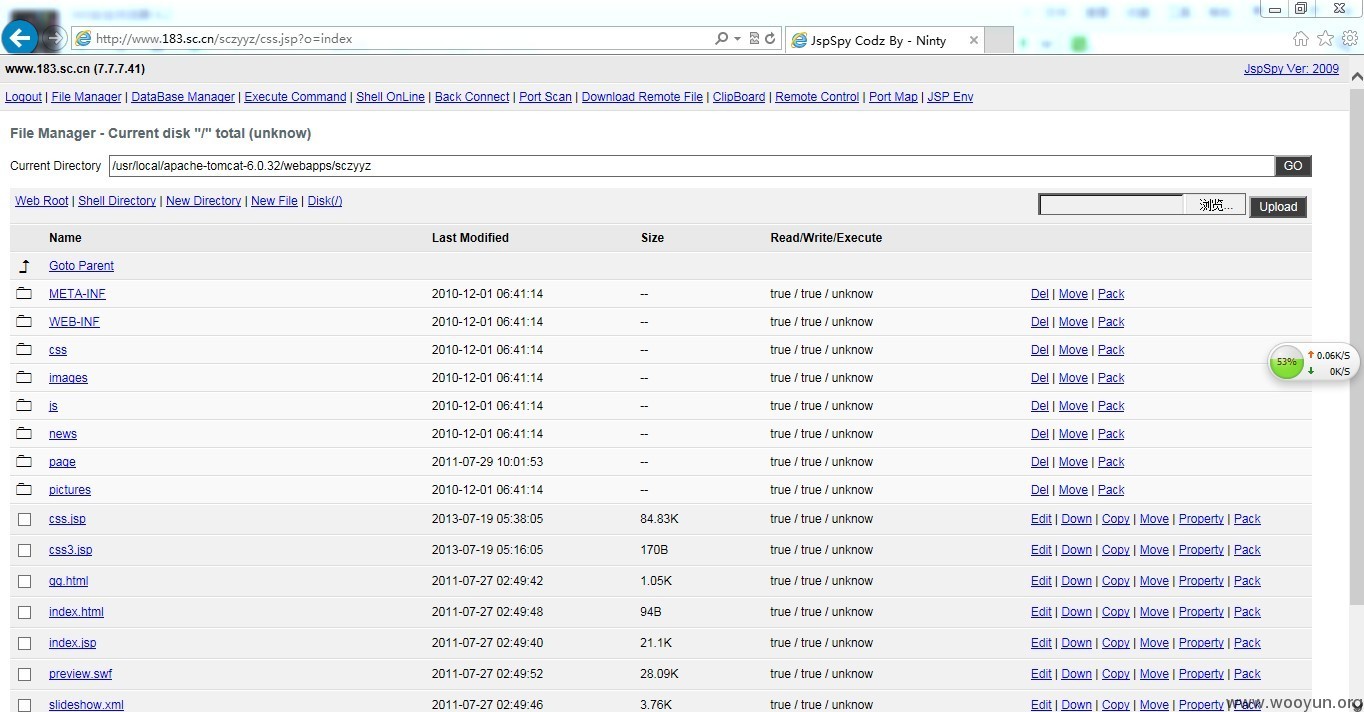 http://www.183.sc.cn/sczyyz/css.jsp?o=index
JspSpy Codz By - Ninty
www.183.sc.cn (7.7.7.41)
JspSpy Ver: 2009
Logout | File Manager | DataBase Manager | Execute Command | Shell OnLine | Back Connect | Port Scan | Download Remote File | ClipBoard | Remote Control | Port Map | JSP Env
File Manager - Current disk "/" total (unknow)
Current Directory /usr/local/apache-tomcat-6.0.32/webapps/sczyyz GO
Web Root | Shell Directory | New Directory | New File | Disk(/) 浏览... Upload
Name Last Modified Size Read/Write/Execute
Goto Parent
META-INF 2010-12-01 06:41:14 -- true / true / unknow Del | Move | Pack
WEB-INF 2010-12-01 06:41:14 -- true / true / unknow Del | Move | Pack
css 2010-12-01 06:41:14 -- true / true / unknow Del | Move | Pack
images 2010-12-01 06:41:14 -- true / true / unknow Del | Move | Pack
js 2010-12-01 06:41:14 -- true / true / unknow Del | Move | Pack
news 2010-12-01 06:41:14 -- true / true / unknow Del | Move | Pack
page 2011-07-29 10:01:53 -- true / true / unknow Del | Move | Pack
pictures 2010-12-01 06:41:14 -- true / true / unknow Del | Move | Pack
css.jsp 2013-07-19 05:38:05 84.83K true / true / unknow Edit | Down | Copy | Move | Property | Pack
css3.jsp 2013-07-19 05:16:05 170B true / true / unknow Edit | Down | Copy | Move | Property | Pack
2011-07-27 02:49:42 1.05K true / true / unknow Edit | Down | Copy | Move | Property | Pack
index.html 2011-07-27 02:49:48 94B true / true / unknow Edit | Down | Copy | Move | Property | Pack
index.jsp 2011-07-27 02:49:40 21.1K true / true / unknow Edit | Down | Copy | Move | Property | Pack
preview.swf 2011-07-27 02:49:52 28.09K true / true / unknow Edit | Down | Copy | Move | Property | Pack
slideshow.xml 2011-07-27 02:49:46 3.76K true / true / unknow Edit | Down | Copy | Move | Property | Pack
53% 0.06K/S
0K/S
www.wooyun.org